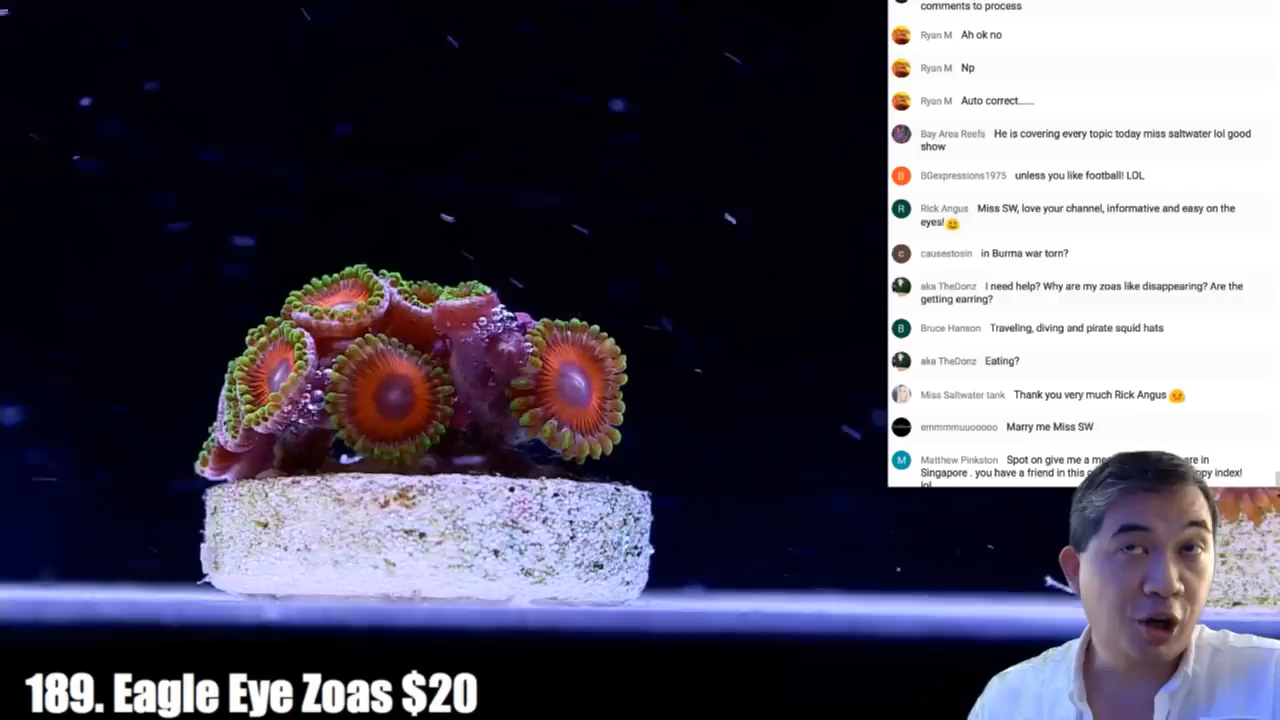 comments to process
Ryan M Ah ok no
Ryan M Np
Ryan M Auto correct......
Bay Area Reefs He is covering every topic today miss saltwater lol good
show
B BGexpressions1975 unless you like football! LOL
R Rick Angus Miss SW, love your channel, informative and easy on the
eyes!
c causestosin in Burma war torn?
aka TheDonz I need help? Why are my zoas like disappearing? Are the
getting earring?
B Bruce Hanson Traveling, diving and pirate squid hats
aka TheDonz Eating?
Miss Saltwater tank Thank you very much Rick Angus
emmmmuuooooo Marry me Miss SW
M Matthew Pinkston Spot on give me a are in
Singapore . you have a friend in this index!
lol
189. Eagle Eye Zoas $20